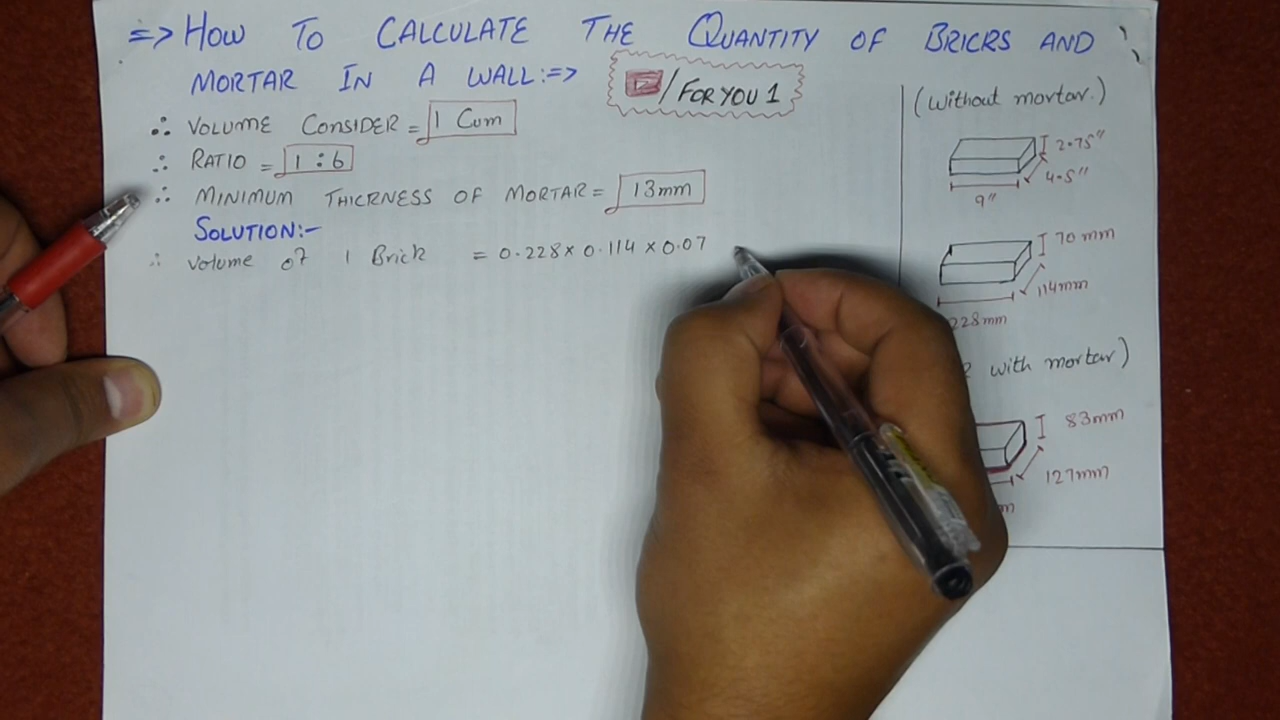 => HOW TO CALCULATE THE QUANTITY OF BRICKS AND
MORTAR IN A WALL:=>
/FOR YOU 1
∴ VOLUME CONSIDER = 1 Cum
∴ RATIO = 1:6
∴ MINIMUM THICKNESS OF MORTAR = 13mm
SOLUTION:-
∴ Volume of 1 Brick = 0.228 x 0.114 x 0.07
(Without mortar.)
2.75"
4.5"
9"
70 mm
114mm
228mm
with mortar)
83mm
127mm